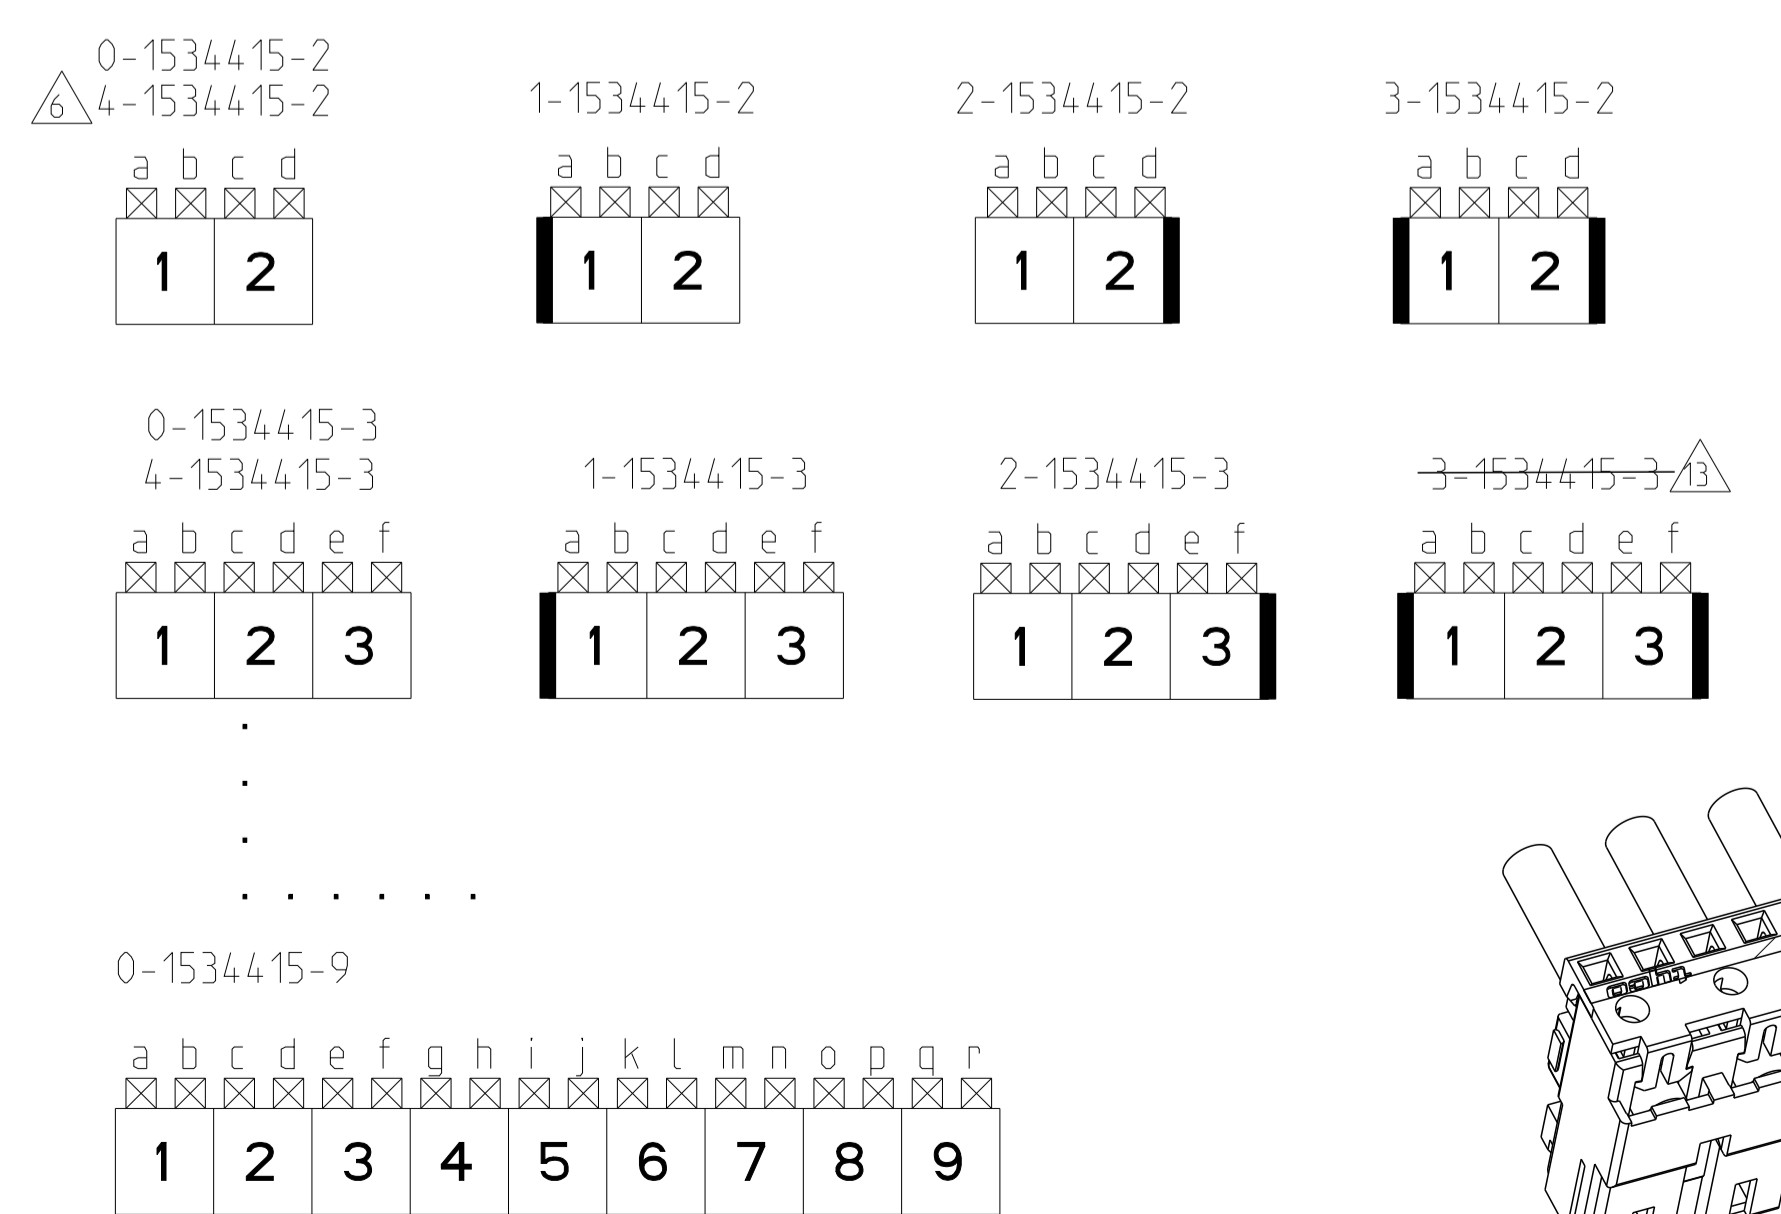 0-1534415-2
6 4-1534415-2 1-1534415-2 2-1534415-2 3-1534415-2
a b c d a b c d a b c d a b c d
1 2 1 2 1 2 1 2
0-1534415-3
4-1534415-3 1-1534415-3 2-1534415-3 3-1534415-3 13
a b c d e f a b c d e f a b c d e f a b c d e f
1 2 3 1 2 3 1 2 3 1 2 3
0-1534415-9
a b c d e f g h i j k l m n o p q r
1 2 3 4 5 6 7 8 9